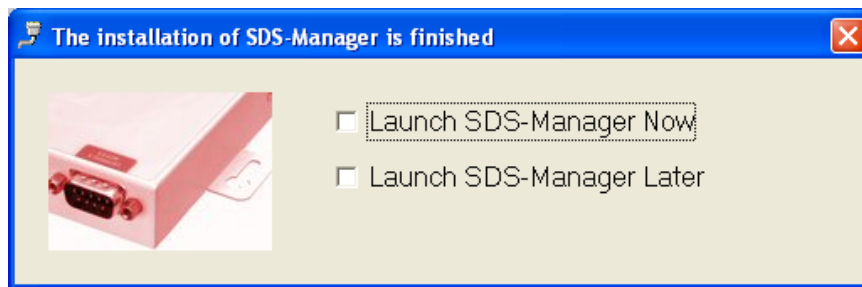 The installation of SDS-Manager is finished
Launch SDS-Manager Now
Launch SDS-Manager Later